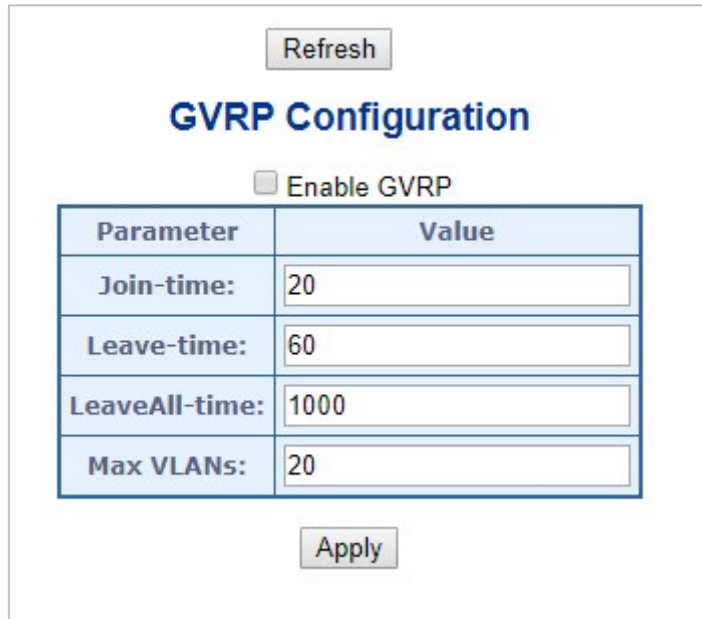 Refresh
GVRP Configuration
Enable GVRP
Parameter Value
Join-time: 20
Leave-time: 60
LeaveAll-time: 1000
Max VLANs: 20
Apply